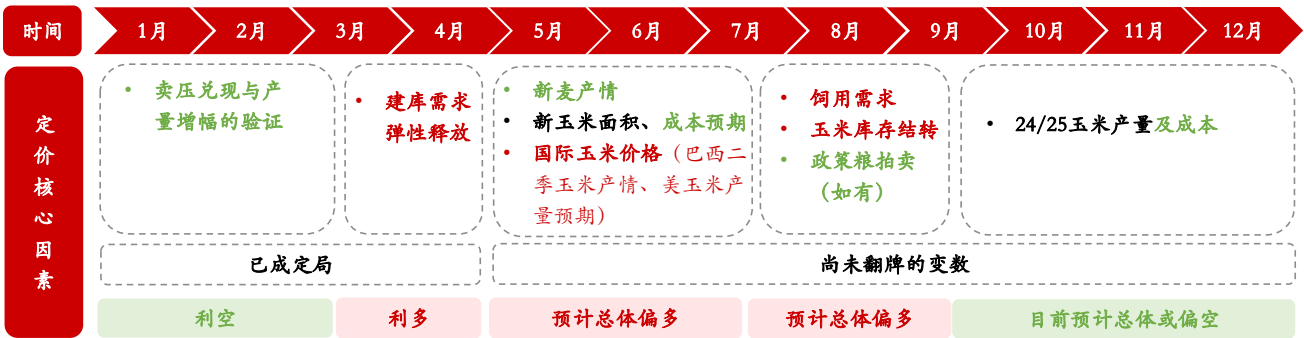 时间
1月
2月
3月
4月
5月
6月
7月
8月
9月
10月
11月
12月
定价核心因素
• 卖压兑现与产
量增幅的验证
• 建库需求
弹性释放
• 新麦产情
• 新玉米面积、成本预期
• 国际玉米价格（巴西二
季玉米产情、美玉米产
量预期）
• 饲用需求
• 玉米库存结转
• 政策粮拍卖
（如有）
• 24/25玉米产量及成本
已成定局
尚未翻牌的变数
利空
利多
预计总体偏多
预计总体偏多
目前预计总体或偏空